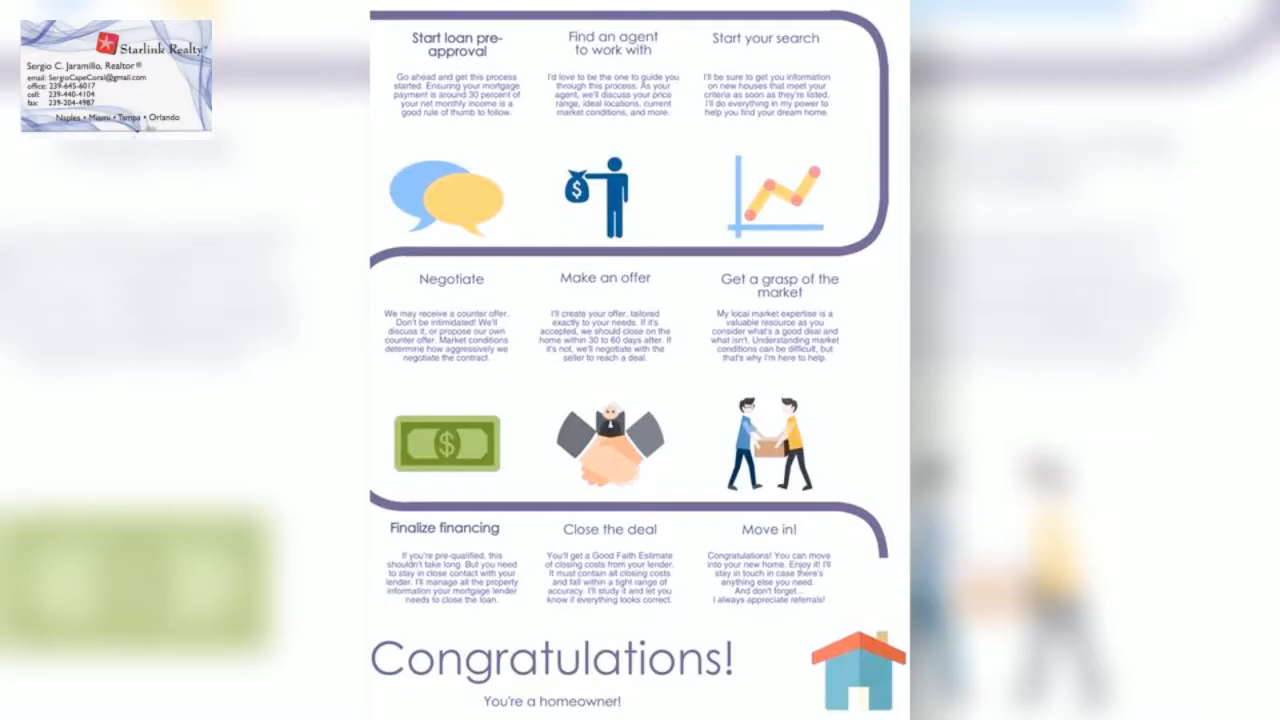 Starlink Realty
Sergio C. Jaramillo, Realtor®
email: SergioCapeCoral@gmail.com
office: 239-645-6017
cell: 239-440-4104
fax: 239-204-4987
Naples • Miami • Tampa • Orlando
Start loan pre-
approval
Go ahead and get this process
started. Ensuring your mortgage
payment is around 30 percent of
your net monthly income is a
good rule of thumb to follow.
Find an agent
to work with
I'd love to be the one to guide you
through this process. As your
agent, we'll discuss your price
range, ideal locations, current
market conditions, and more.
Start your search
I'll be sure to get you information
on new houses that meet your
criteria as soon as they're listed.
I'll do everything in my power to
help you find your dream home.
$
Negotiate
We may receive a counter offer.
Don't be intimidated! We'll
discuss it, or propose our own
counter offer. Market conditions
determine how aggressively we
negotiate the contract.
Make an offer
I'll create your offer, tailored
exactly to your needs. If it's
accepted, we should close on the
home within 30 to 60 days after. If
it's not, we'll negotiate with the
seller to reach a deal.
Get a grasp of the
market
My local market expertise is a
valuable resource as you
consider what's a good deal and
what isn't. Understanding market
conditions can be difficult, but
that's why I'm here to help.
$
Finalize financing
If you're pre-qualified, this
shouldn't take long. But you need
to stay in close contact with your
lender. I'll manage all the property
information your mortgage lender
needs to close the loan.
Close the deal
You'll get a Good Faith Estimate
of closing costs from your lender.
It must contain all closing costs
and fall within a tight range of
accuracy. I'll study it and let you
know if everything looks correct.
Move in!
Congratulations! You can move
into your new home. Enjoy it! I'll
stay in touch in case there's
anything else you need.
And don't forget...
I always appreciate referrals!
Congratulations!
You're a homeowner!